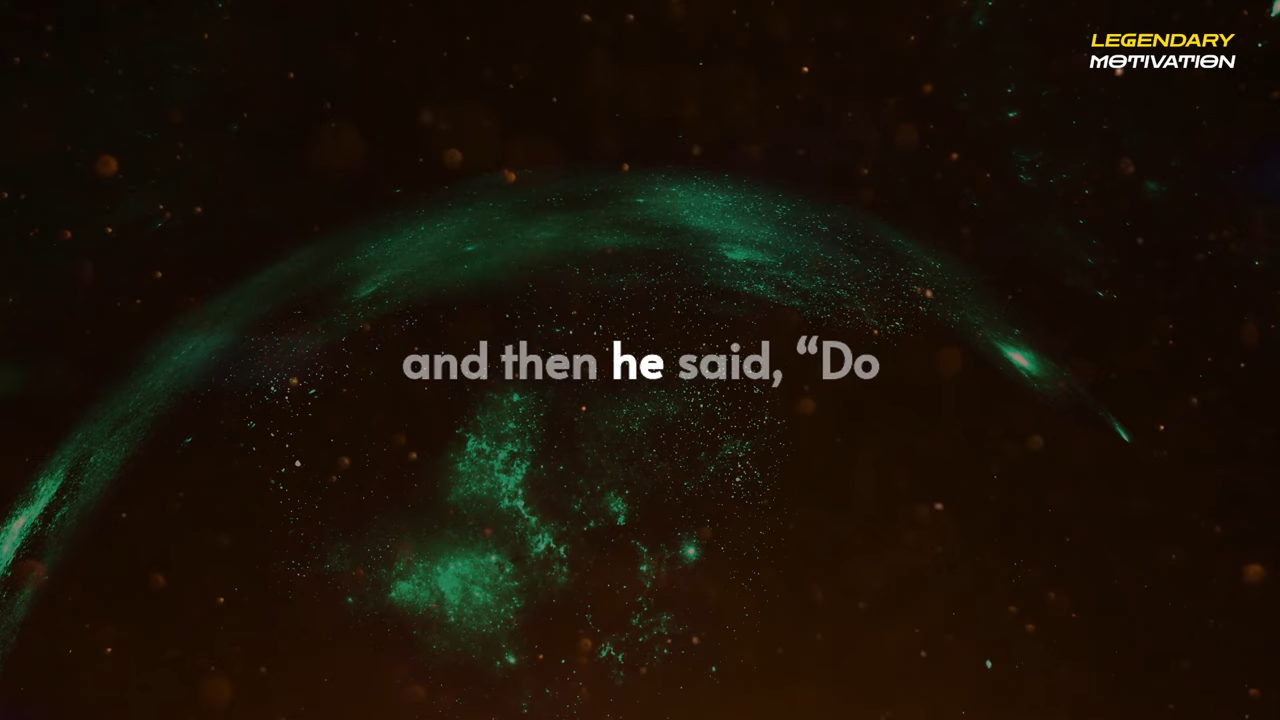 LEGENDARY
MOTIVATION
and then he said, “Do